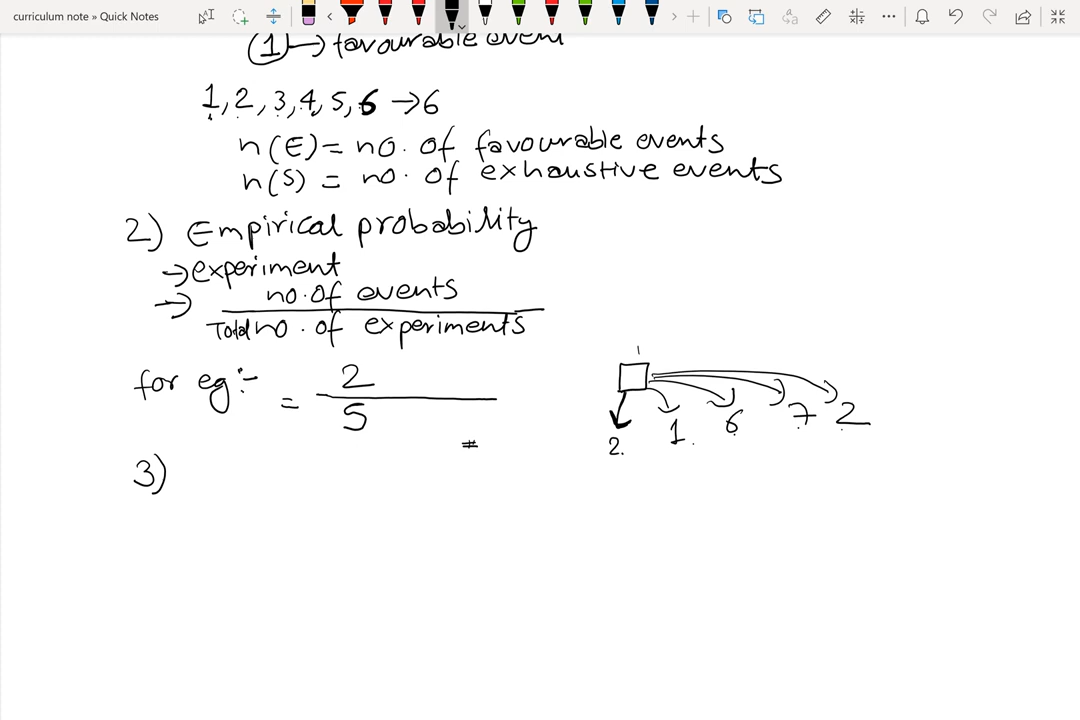 curriculum note » Quick Notes
(1) → favourable event
1, 2, 3, 4, 5, 6 → 6
n(E) = no. of favourable events
n(S) = no. of exhaustive events
2) Empirical probability
→ experiment
→ no. of events
Total no. of experiments
for eg :- = 2
5
2. 1. 6 7 2
3)